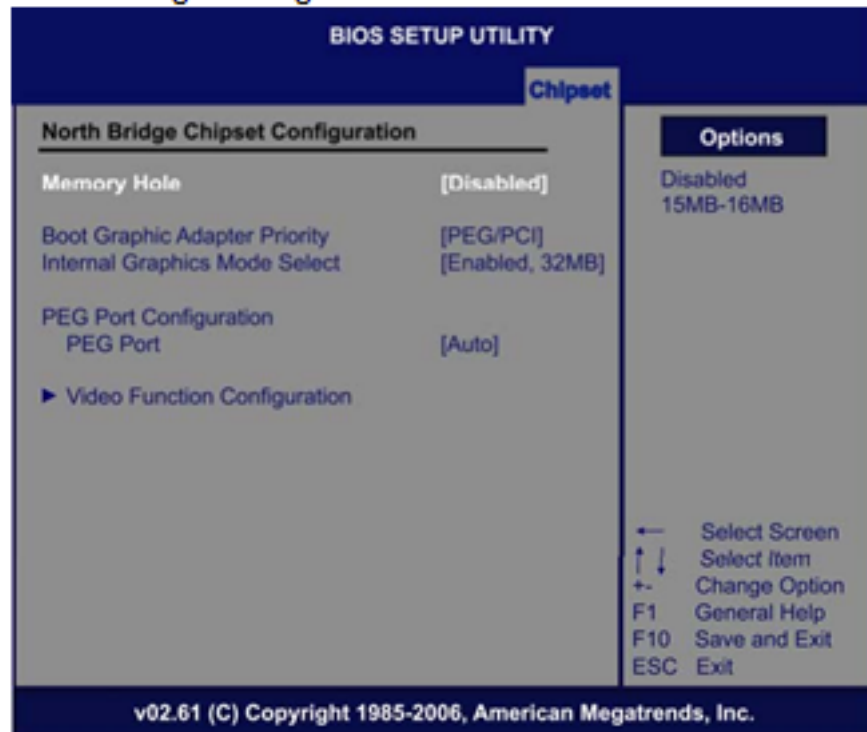 BIOS SETUP UTILITY
Chipset
North Bridge Chipset Configuration
Memory Hole [Disabled]
Boot Graphic Adapter Priority [PEG/PCI]
Internal Graphics Mode Select [Enabled, 32MB]
PEG Port Configuration
PEG Port [Auto]
► Video Function Configuration
Options
Disabled
15MB-16MB
← Select Screen
↑↓ Select Item
+- Change Option
F1 General Help
F10 Save and Exit
ESC Exit
v02.61 (C) Copyright 1985-2006, American Megatrends, Inc.